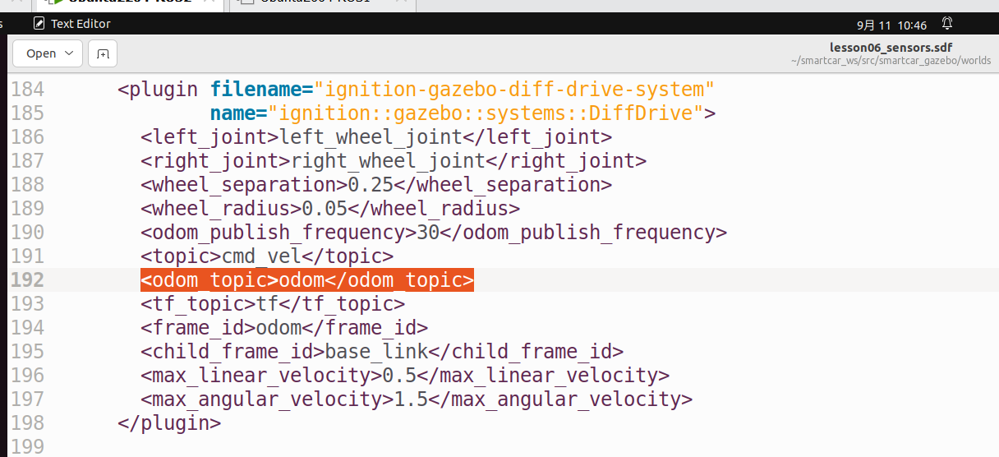 Text Editor
9月 11 10:46
Open
lesson06_sensors.sdf
~/smartcar_ws/src/smartcar_gazebo/worlds
184 <plugin filename="ignition-gazebo-diff-drive-system"
185 name="ignition::gazebo::systems::DiffDrive">
186 <left_joint>left_wheel_joint</left_joint>
187 <right_joint>right_wheel_joint</right_joint>
188 <wheel_separation>0.25</wheel_separation>
189 <wheel_radius>0.05</wheel_radius>
190 <odom_publish_frequency>30</odom_publish_frequency>
191 <topic>cmd_vel</topic>
192 <odom_topic>odom</odom_topic>
193 <tf_topic>tf</tf_topic>
194 <frame_id>odom</frame_id>
195 <child_frame_id>base_link</child_frame_id>
196 <max_linear_velocity>0.5</max_linear_velocity>
197 <max_angular_velocity>1.5</max_angular_velocity>
198 </plugin>
199